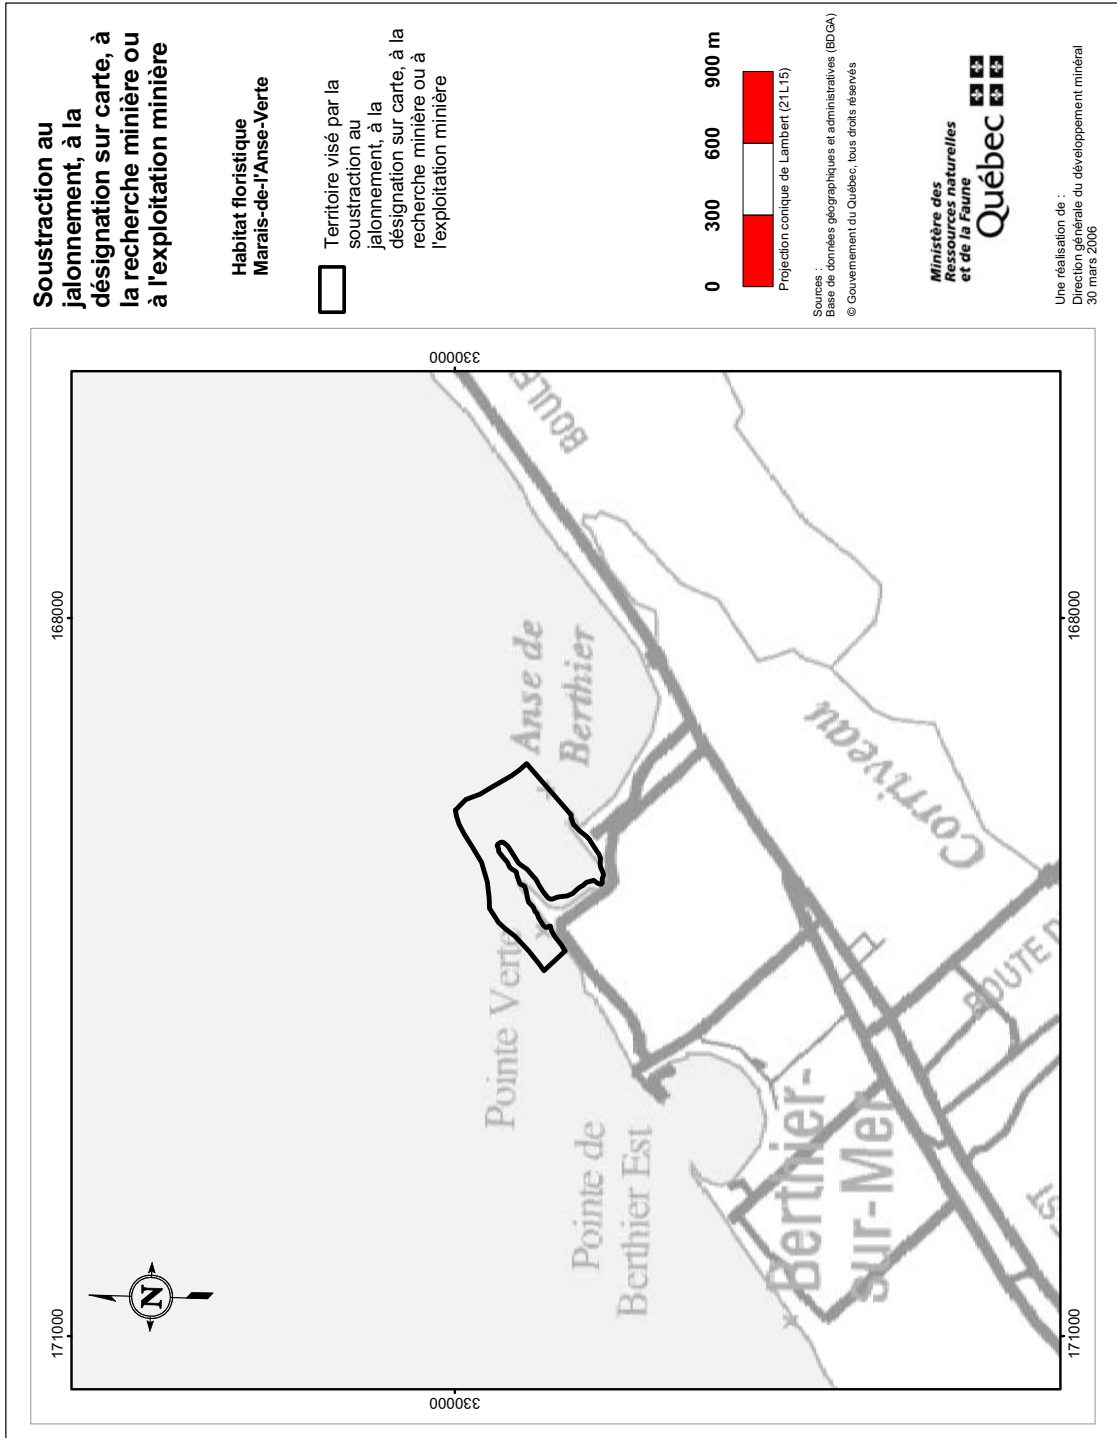 Soustraction au
jalonnement, à la
désignation sur carte, à
la recherche minière ou
à l'exploitation minière
Habitat floristique
Marais-de-l'Anse-Verte
Territoire visé par la
soustraction au
jalonnement, à la
désignation sur carte, à la
recherche minière ou à
l'exploitation minière
0 300 600 900 m
Projection conique de Lambert (21L15)
Sources :
Base de données géographiques et administratives (BDGA)
© Gouvernement du Québec, tous droits réservés
Ministère des
Ressources naturelles
et de la Faune
Québec
Une réalisation de :
Direction générale du développement minéral
30 mars 2006
171000
168000
330000
330000
171000
168000
N
Pointe Verte
Pointe de
Berthier Est
Anse de
Berthier
Berthier-
sur-Mer
Corriveau
BOULE
ROUTE D
EST